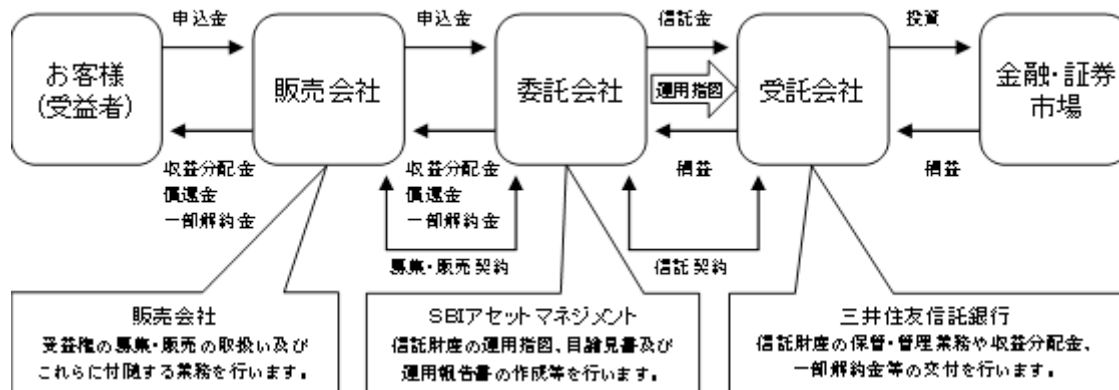 申込金
申込金
信託金
投資
お客様
(受益者)
販売会社
委託会社
運用指図
受託会社
金融・証券
市場
収益分配金
償還金
一部解約金
収益分配金
償還金
一部解約金
損益
損益
募集・販売契約
信託契約
販売会社
受益権の募集・販売の取扱い及び
これらに付随する業務を行います。
SBIアセットマネジメント
信託財産の運用指図、目論見書及び
運用報告書の作成等を行います。
三井住友信託銀行
信託財産の保管・管理業務や収益分配金、
一部解約金等の交付を行います。